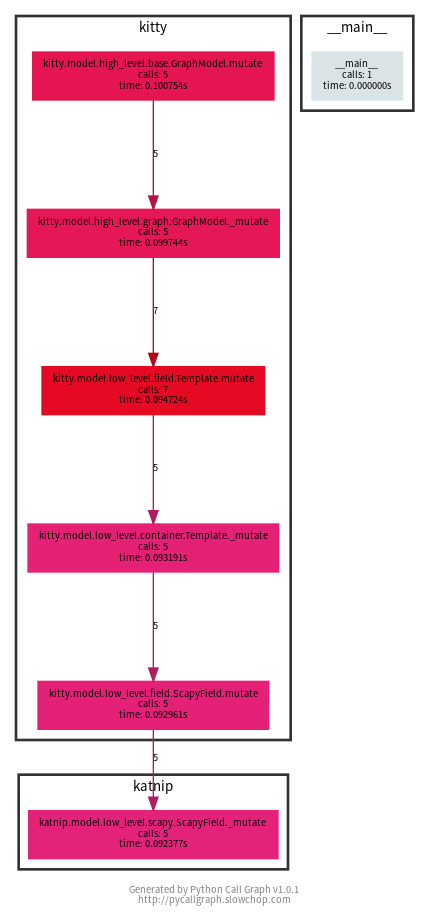 kitty
kitty.model.high_level.base.GraphModel.mutate
calls: 5
time: 0.100754s
5
kitty.model.high_level.graph.GraphModel._mutate
calls: 5
time: 0.099744s
7
kitty.model.low_level.field.Template.mutate
calls: 7
time: 0.094724s
5
kitty.model.low_level.container.Template._mutate
calls: 5
time: 0.093191s
5
kitty.model.low_level.field.ScapyField.mutate
calls: 5
time: 0.092961s
5
katnip
katnip.model.low_level.scapy.ScapyField._mutate
calls: 5
time: 0.092377s
__main__
__main__
calls: 1
time: 0.000000s
Generated by Python Call Graph v1.0.1
http://pycallgraph.slowchop.com